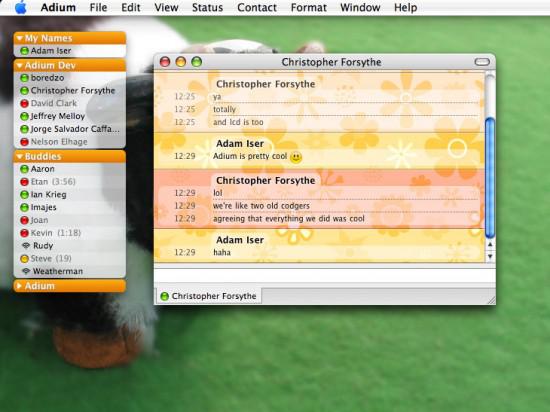 Adium File Edit View Status Contact Format Window Help
My Names
Adam Iser
Adium Dev
boredzo
Christopher Forsythe
David Clark
Jeffrey Melloy
Jorge Salvador Caffa...
Nelson Elhage
Buddies
Aaron
Etan (3:56)
Ian Krieg
Imajes
Joan
Kevin (1:18)
Rudy
Steve (19)
Weatherman
Adium
Christopher Forsythe
Christopher Forsythe
12:25 ya
12:25 totally
12:25 and lcd is too
Adam Iser
12:29 Adium is pretty cool
Christopher Forsythe
12:29 lol
12:29 we're like two old codgers
12:29 agreeing that everything we did was cool
Adam Iser
12:29 haha
Christopher Forsythe